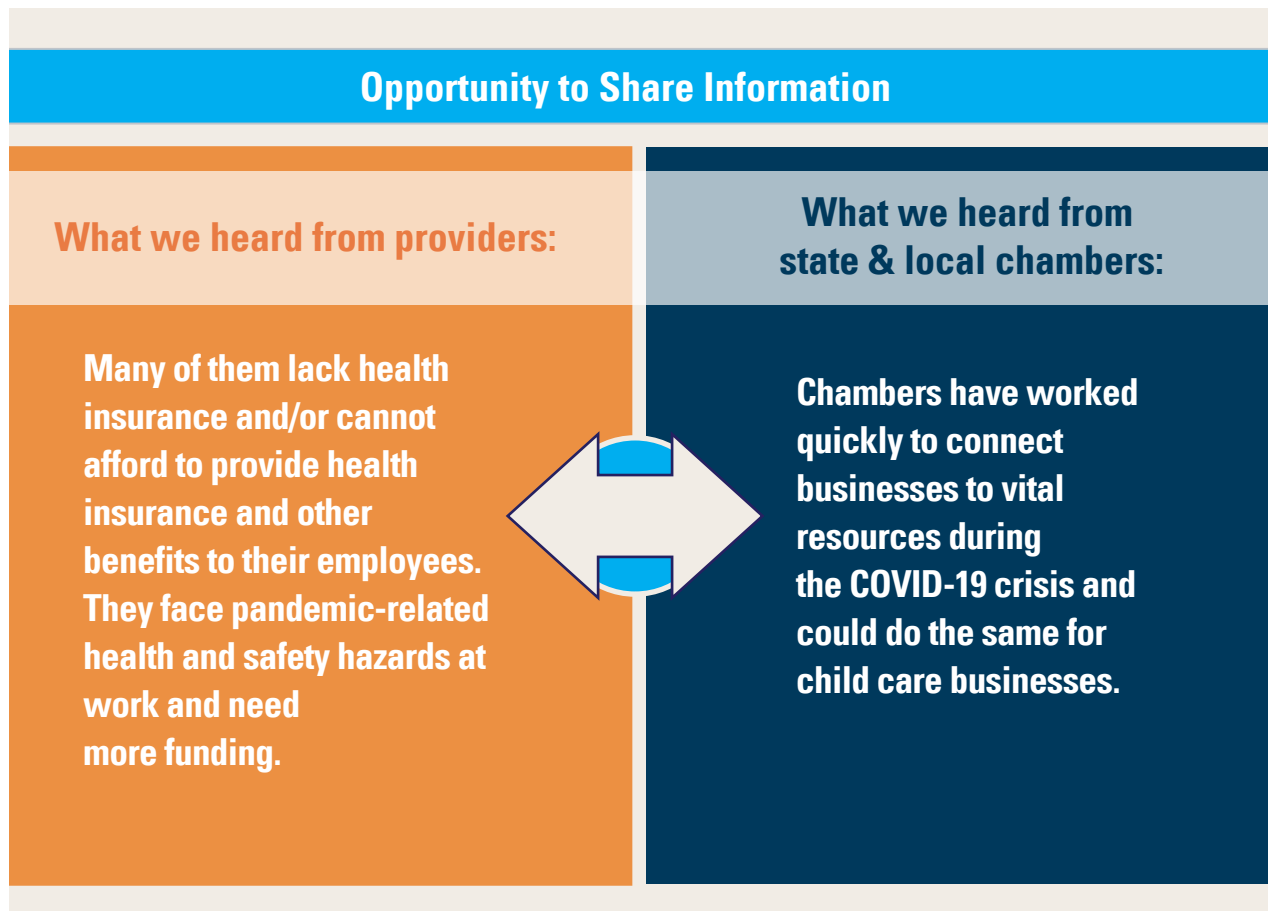 Opportunity to Share Information
What we heard from providers:
Many of them lack health
insurance and/or cannot
afford to provide health
insurance and other
benefits to their employees.
They face pandemic-related
health and safety hazards at
work and need
more funding.
What we heard from
state & local chambers:
Chambers have worked
quickly to connect
businesses to vital
resources during
the COVID-19 crisis and
could do the same for
child care businesses.